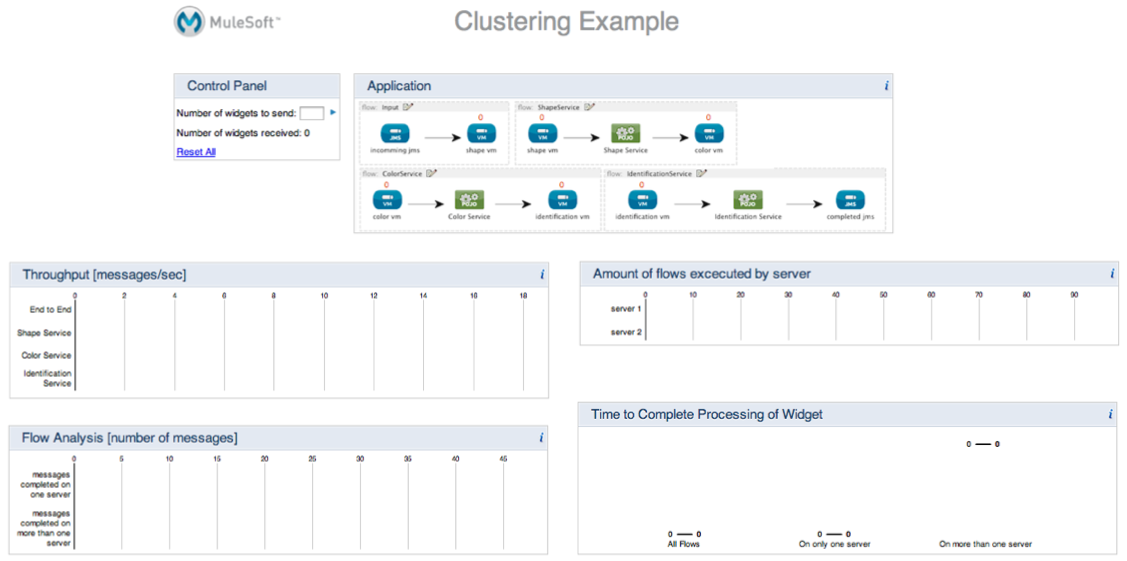 MuleSoft™
Clustering Example
Control Panel
Number of widgets to send:
Number of widgets received: 0
Reset All
Application
i
flow: Input
0
JMS
VM
incomming jms
shape vm
flow: ShapeService
0
0
VM
POJO
VM
shape vm
Shape Service
color vm
flow: ColorService
0
0
VM
POJO
VM
color vm
Color Service
identification vm
flow: IdentificationService
0
VM
POJO
JMS
identification vm
Identification Service
completed jms
Throughput [messages/sec]
i
0 2 4 6 8 10 12 14 16 18
End to End
Shape Service
Color Service
Identification
Service
Amount of flows excecuted by server
i
0 10 20 30 40 50 60 70 80 90
server 1
server 2
Flow Analysis [number of messages]
i
0 5 10 15 20 25 30 35 40 45
messages
completed on
one server
messages
completed on
more than one
server
Time to Complete Processing of Widget
i
0 — 0
0 — 0
0 — 0
All Flows
On only one server
On more than one server